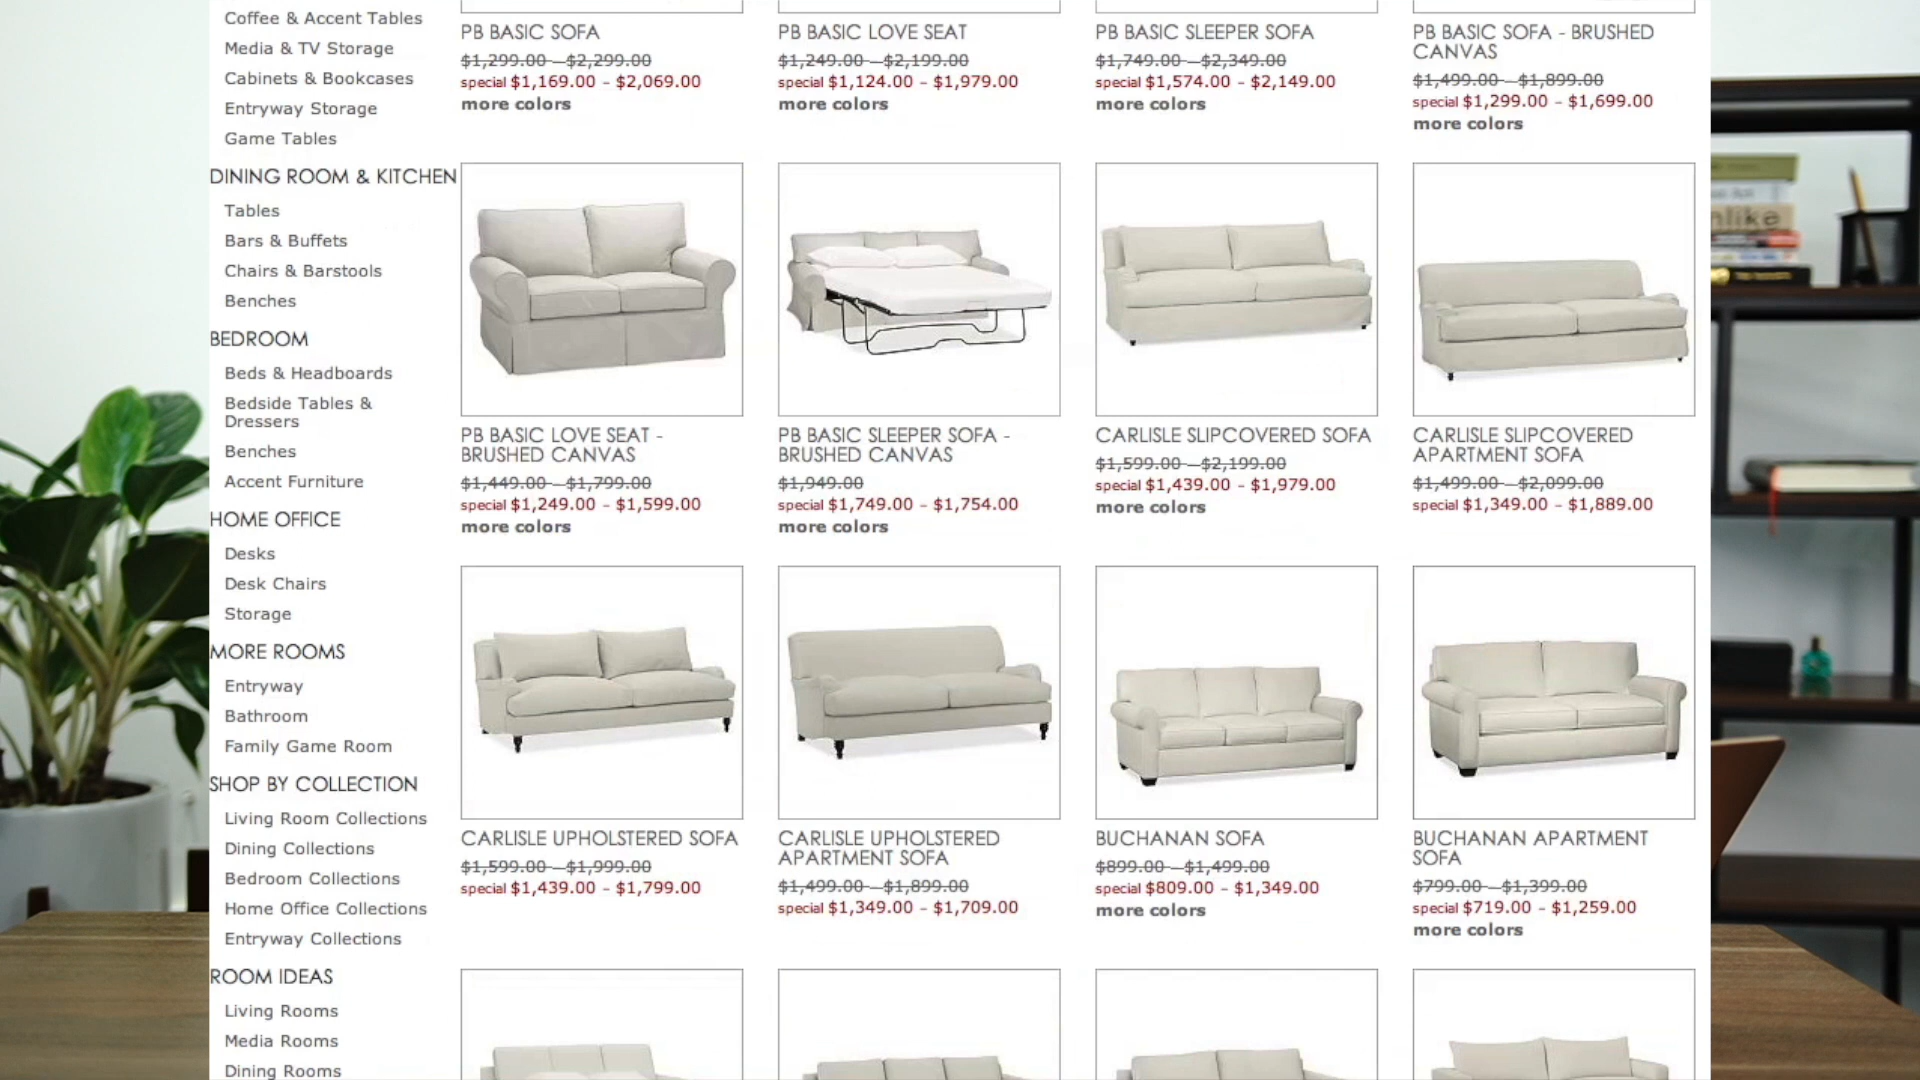 Coffee & Accent Tables
Media & TV Storage
Cabinets & Bookcases
Entryway Storage
Game Tables
DINING ROOM & KITCHEN
Tables
Bars & Buffets
Chairs & Barstools
Benches
BEDROOM
Beds & Headboards
Bedside Tables &
Dressers
Benches
Accent Furniture
HOME OFFICE
Desks
Desk Chairs
Storage
MORE ROOMS
Entryway
Bathroom
Family Game Room
SHOP BY COLLECTION
Living Room Collections
Dining Collections
Bedroom Collections
Home Office Collections
Entryway Collections
ROOM IDEAS
Living Rooms
Media Rooms
Dining Rooms
PB BASIC SOFA
$1,299.00 – $2,299.00
special $1,169.00 – $2,069.00
more colors
PB BASIC LOVE SEAT
$1,249.00 – $2,199.00
special $1,124.00 – $1,979.00
more colors
PB BASIC SLEEPER SOFA
$1,749.00 – $2,349.00
special $1,574.00 – $2,149.00
more colors
PB BASIC SOFA - BRUSHED
CANVAS
$1,499.00 – $1,899.00
special $1,299.00 – $1,699.00
more colors
PB BASIC LOVE SEAT -
BRUSHED CANVAS
$1,449.00 – $1,799.00
special $1,249.00 – $1,599.00
more colors
PB BASIC SLEEPER SOFA -
BRUSHED CANVAS
$1,949.00
special $1,749.00 – $1,754.00
more colors
CARLISLE SLIPCOVERED SOFA
$1,599.00 – $2,199.00
special $1,439.00 – $1,979.00
more colors
CARLISLE SLIPCOVERED
APARTMENT SOFA
$1,499.00 – $2,099.00
special $1,349.00 – $1,889.00
CARLISLE UPHOLSTERED SOFA
$1,599.00 – $1,999.00
special $1,439.00 – $1,799.00
CARLISLE UPHOLSTERED
APARTMENT SOFA
$1,499.00 – $1,899.00
special $1,349.00 – $1,709.00
BUCHANAN SOFA
$899.00 – $1,499.00
special $809.00 – $1,349.00
more colors
BUCHANAN APARTMENT
SOFA
$799.00 – $1,399.00
special $719.00 – $1,259.00
more colors